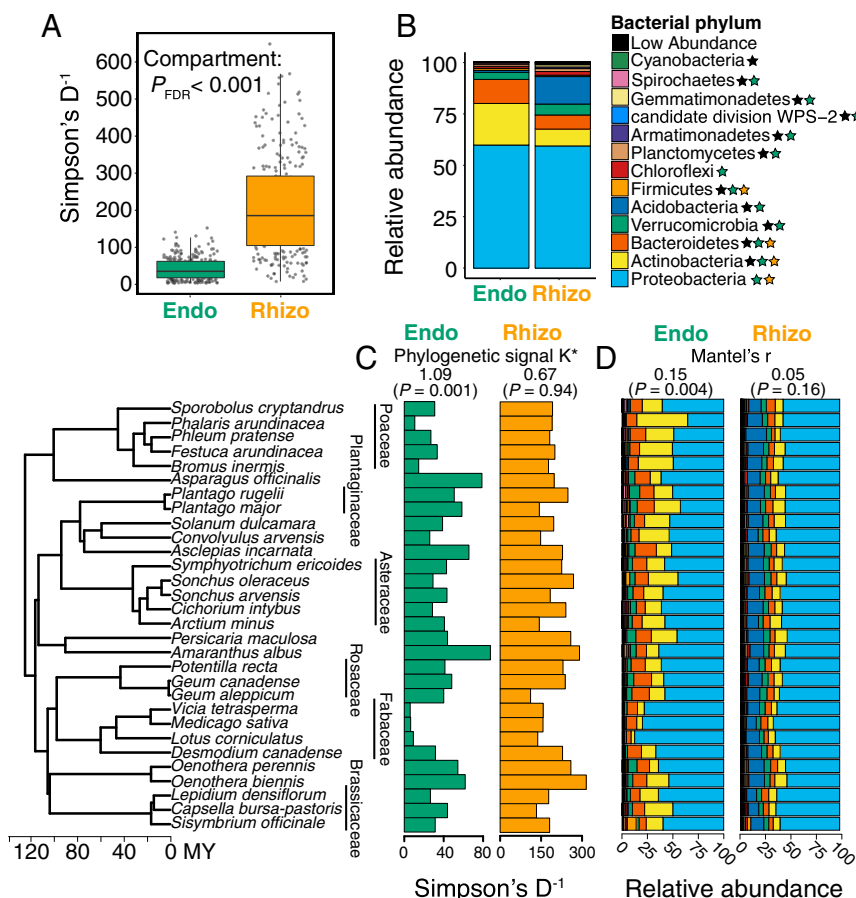 A
Simpson's D-1
600
500
400
300
200
100
0
Compartment:
PFDR< 0.001
Endo
Rhizo
B
Relative abundance
100
75
50
25
0
Endo Rhizo
Bacterial phylum
Low Abundance
Cyanobacteria★
Spirochaetes★★
Gemmatimonadetes★★
candidate division WPS−2★★
Armatimonadetes★★
Planctomycetes★★
Chloroflexi★
Firmicutes★★★
Acidobacteria★★
Verrucomicrobia★★
Bacteroidetes★★★
Actinobacteria★★★
Proteobacteria★★
C
Endo Rhizo
Phylogenetic signal K*
1.09 0.67
(P = 0.001) (P = 0.94)
D
Endo Rhizo
Mantel's r
0.15 0.05
(P = 0.004) (P = 0.16)
Sporobolus cryptandrus
Phalaris arundinacea
Phleum pratense
Festuca arundinacea
Bromus inermis
Asparagus officinalis
Plantago rugelii
Plantago major
Solanum dulcamara
Convolvulus arvensis
Asclepias incarnata
Symphyotrichum ericoides
Sonchus oleraceus
Sonchus arvensis
Cichorium intybus
Arctium minus
Persicaria maculosa
Amaranthus albus
Potentilla recta
Geum canadense
Geum aleppicum
Vicia tetrasperma
Medicago sativa
Lotus corniculatus
Desmodium canadense
Oenothera perennis
Oenothera biennis
Lepidium densiflorum
Capsella bursa-pastoris
Sisymbrium officinale
Poaceae
Plantaginaceae
Asteraceae
Rosaceae
Fabaceae
Brassicaceae
120 80 40 0 MY
0 40 80
0 150 300
Simpson's D-1
0 25 50 75 100
0 25 50 75 100
Relative abundance